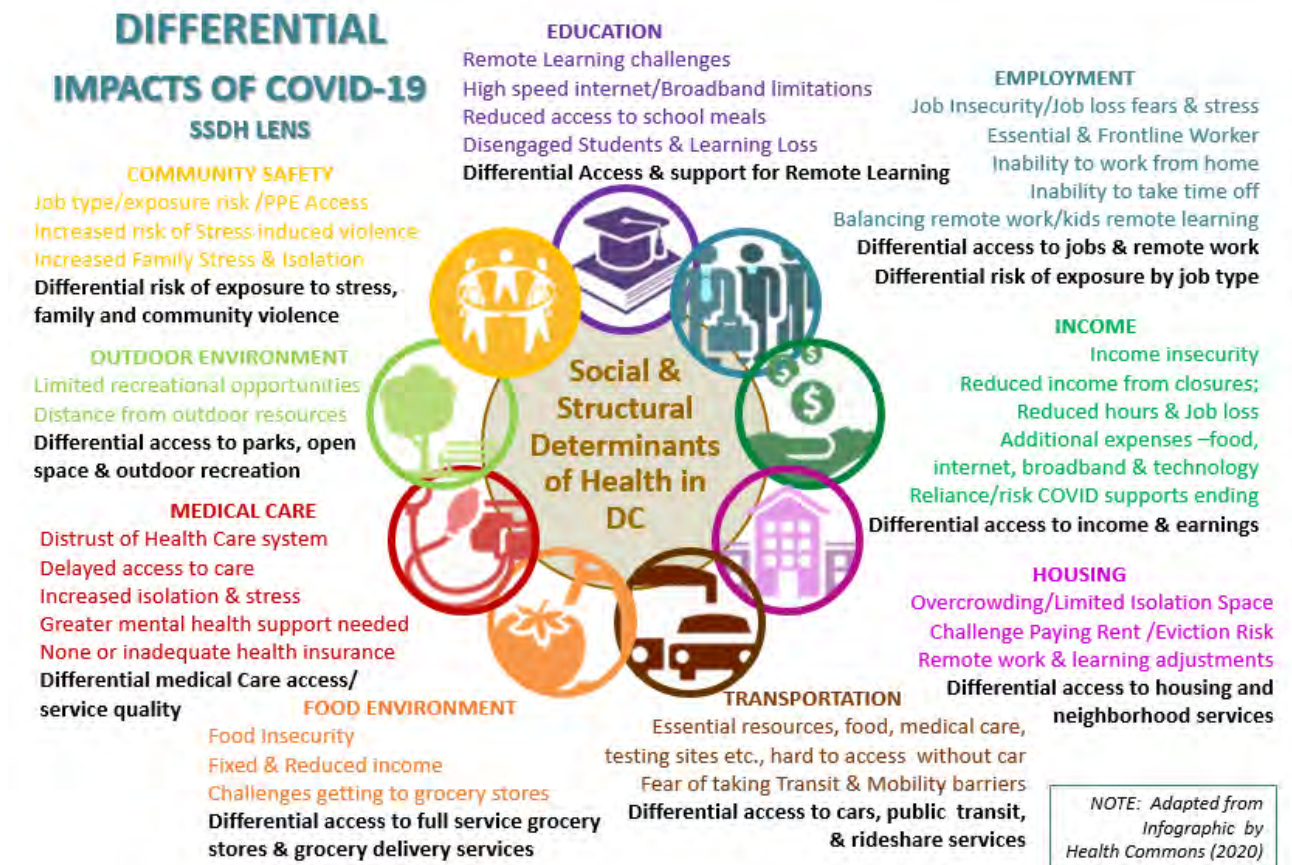 DIFFERENTIAL
IMPACTS OF COVID-19
SSDH LENS
EDUCATION
Remote Learning challenges
High speed internet/Broadband limitations
Reduced access to school meals
Disengaged Students & Learning Loss
Differential Access & support for Remote Learning
EMPLOYMENT
Job Insecurity/Job loss fears & stress
Essential & Frontline Worker
Inability to work from home
Inability to take time off
Balancing remote work/kids remote learning
Differential access to jobs & remote work
Differential risk of exposure by job type
COMMUNITY SAFETY
Job type/exposure risk /PPE Access
Increased risk of Stress induced violence
Increased Family Stress & Isolation
Differential risk of exposure to stress,
family and community violence
INCOME
Income insecurity
Reduced income from closures;
Reduced hours & Job loss
Additional expenses –food,
internet, broadband & technology
Reliance/risk COVID supports ending
Differential access to income & earnings
OUTDOOR ENVIRONMENT
Limited recreational opportunities
Distance from outdoor resources
Differential access to parks, open
space & outdoor recreation
Social &
Structural
Determinants
of Health in
DC
$
$
$
MEDICAL CARE
Distrust of Health Care system
Delayed access to care
Increased isolation & stress
Greater mental health support needed
None or inadequate health insurance
Differential medical Care access/
service quality
HOUSING
Overcrowding/Limited Isolation Space
Challenge Paying Rent /Eviction Risk
Remote work & learning adjustments
Differential access to housing and
neighborhood services
FOOD ENVIRONMENT
Food Insecurity
Fixed & Reduced income
Challenges getting to grocery stores
Differential access to full service grocery
stores & grocery delivery services
TRANSPORTATION
Essential resources, food, medical care,
testing sites etc., hard to access without car
Fear of taking Transit & Mobility barriers
Differential access to cars, public transit,
& rideshare services
NOTE: Adapted from
Infographic by
Health Commons (2020)